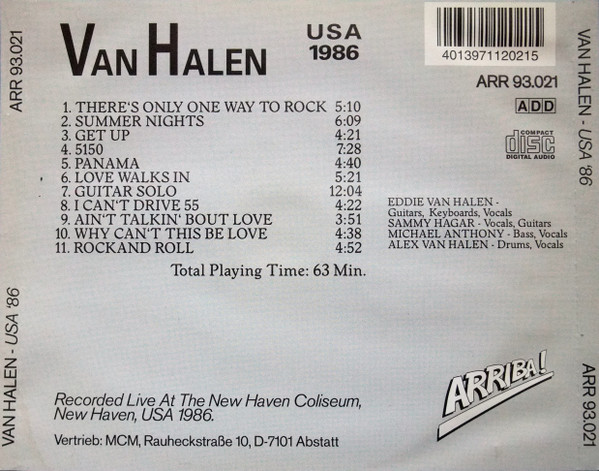 VAN HALEN
USA
1986
4013971120215
ARR 93.021
ADD
COMPACT
disc
DIGITAL AUDIO
1. THERE'S ONLY ONE WAY TO ROCK 5:10
2. SUMMER NIGHTS 6:09
3. GET UP 4:21
4. 5150 7:28
5. PANAMA 4:40
6. LOVE WALKS IN 5:21
7. GUITAR SOLO 12:04
8. I CAN'T DRIVE 55 4:22
9. AIN'T TALKIN' BOUT LOVE 3:51
10. WHY CAN'T THIS BE LOVE 4:38
11. ROCKAND ROLL 4:52
Total Playing Time: 63 Min.
EDDIE VAN HALEN -
Guitars, Keyboards, Vocals
SAMMY HAGAR - Vocals, Guitars
MICHAEL ANTHONY - Bass, Vocals
ALEX VAN HALEN - Drums, Vocals
Recorded Live At The New Haven Coliseum,
New Haven, USA 1986.
Vertrieb: MCM, Rauheckstraße 10, D-7101 Abstatt
ARRIBA!
ARR 93.021
VAN HALEN - USA '86
VAN HALEN - USA '86
ARR 93.021